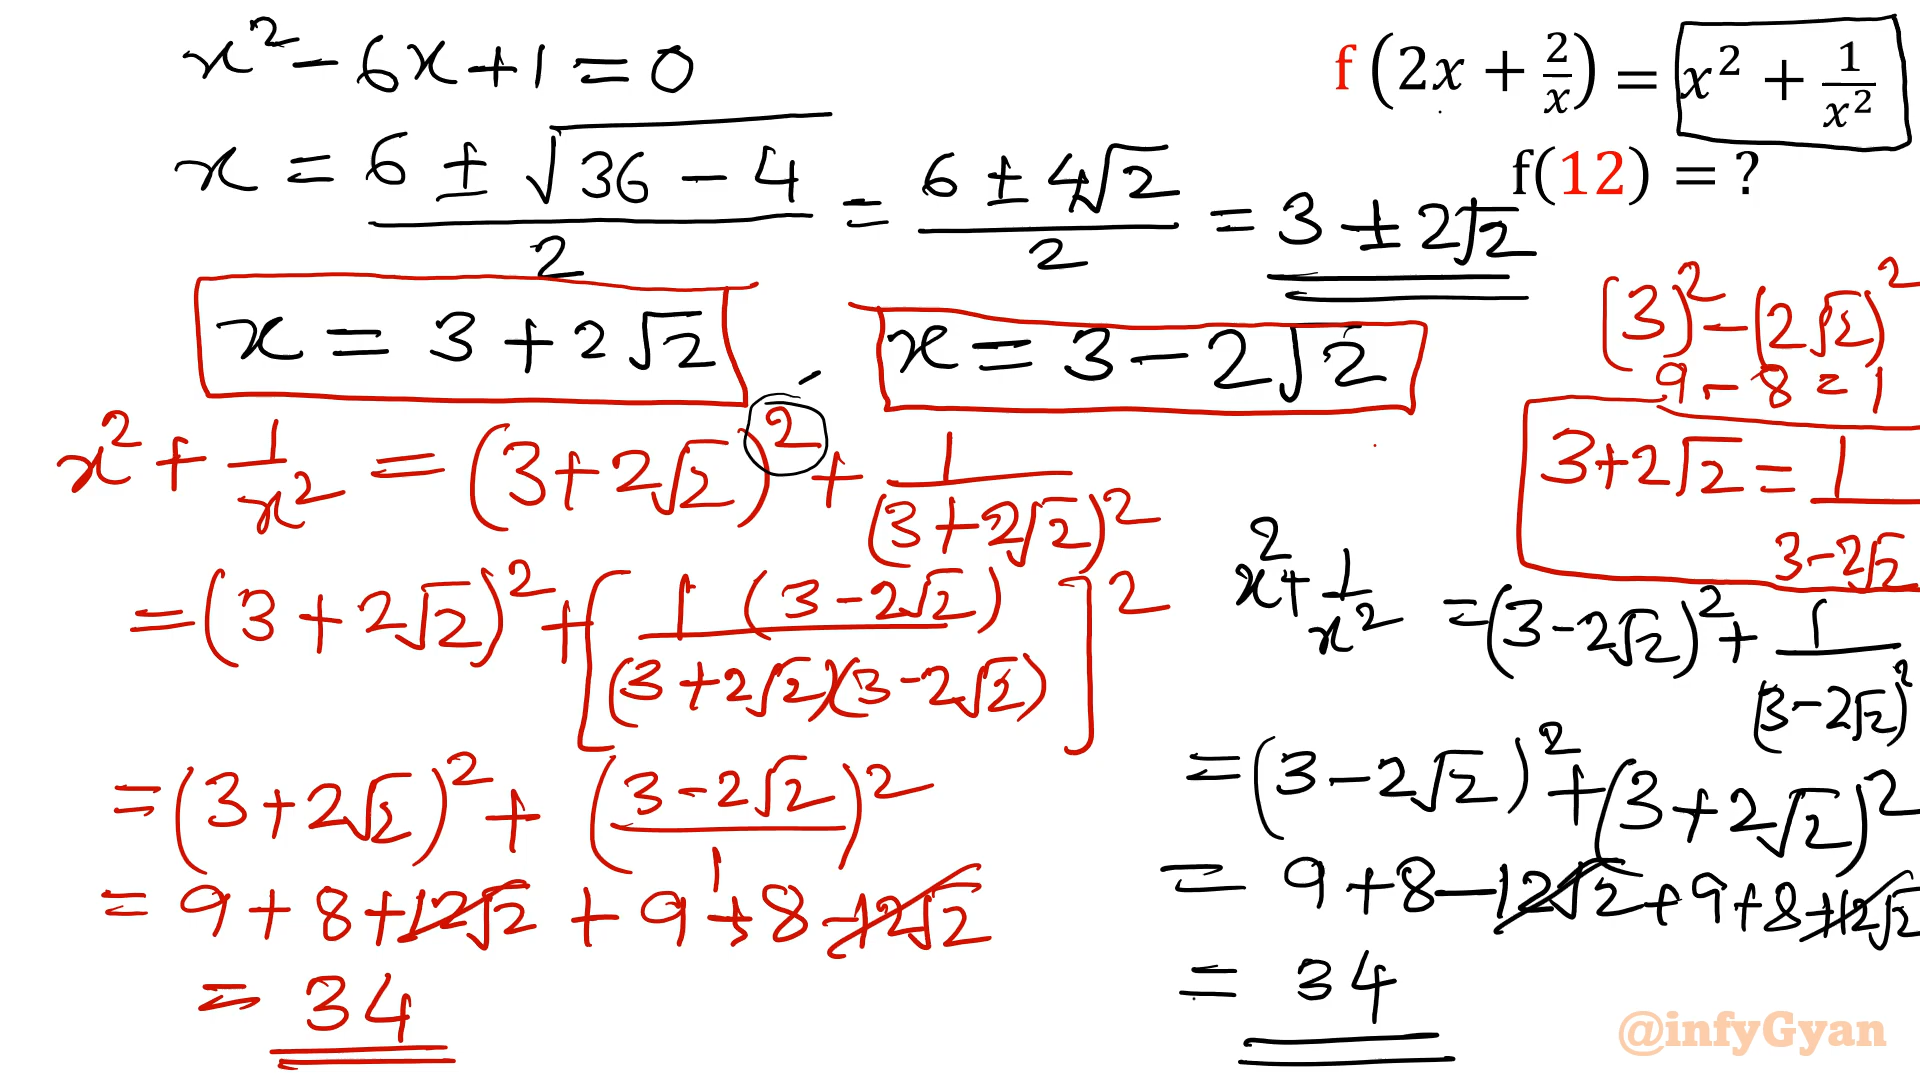 x² - 6x + 1 = 0
f(2x + 2/x) = x² + 1/x²
f(12) = ?
x = (6 ± √(36 - 4))/2 = (6 ± 4√2)/2 = 3 ± 2√2
x = 3 + 2√2
x = 3 - 2√2
(3)² - (2√2)²
9 - 8 = 1
3 + 2√2 = 1/(3 - 2√2)
x² + 1/x² = (3 + 2√2)² + 1/(3 + 2√2)²
= (3 + 2√2)² + [1(3 - 2√2)/((3 + 2√2)(3 - 2√2))]²
= (3 + 2√2)² + ((3 - 2√2)/1)²
= 9 + 8 + 12√2 + 9 + 8 - 12√2
= 34
x² + 1/x² = (3 - 2√2)² + 1/(3 - 2√2)²
= (3 - 2√2)² + (3 + 2√2)²
= 9 + 8 - 12√2 + 9 + 8 + 12√2
= 34
@infyGyan